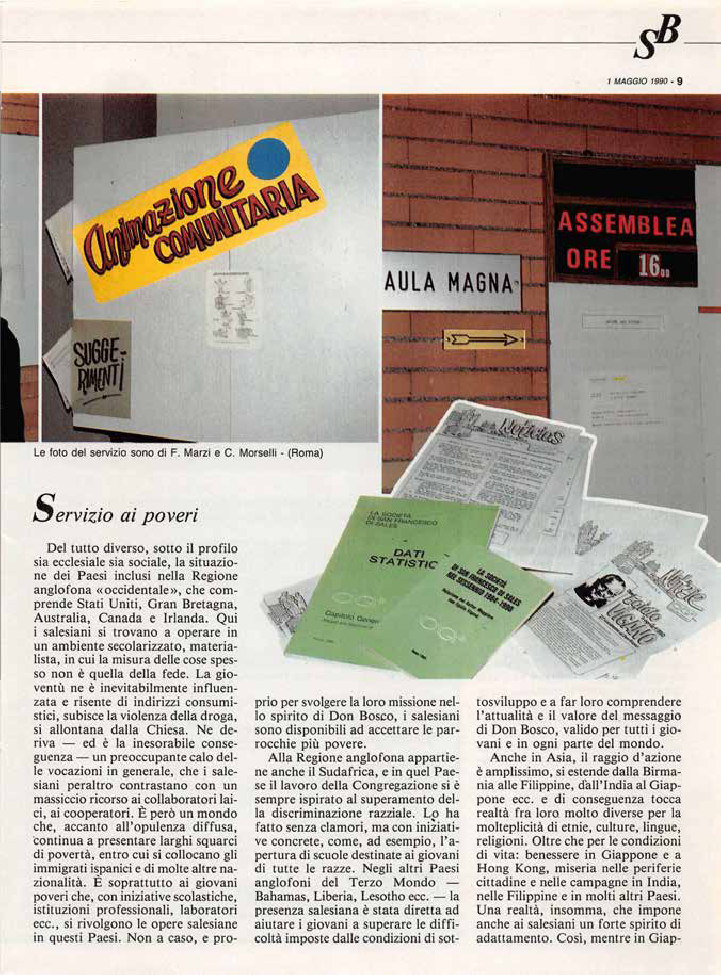 SB
1 MAGGIO 1990 - 9
Animazione
COMUNITARIA
SUGGE-
RIMENTI
AULA MAGNA
ASSEMBLEA
ORE 16,00
Le foto del servizio sono di F. Marzi e C. Morselli - (Roma)
Noticias
LA SOCIETÀ
DI SAN FRANCESCO
DI SALES
DATI
STATISTIC
Capitolo Gener
LA SOCIETÀ
DI SAN FRANCESCO DI SALES
NEL SESSENNIO 1984-1990
Notizie
VIGANÒ
Servizio ai poveri
Del tutto diverso, sotto il profilo
sia ecclesiale sia sociale, la situazio-
ne dei Paesi inclusi nella Regione
anglofona «occidentale», che com-
prende Stati Uniti, Gran Bretagna,
Australia, Canada e Irlanda. Qui
i salesiani si trovano a operare in
un ambiente secolarizzato, materia-
lista, in cui la misura delle cose spes-
so non è quella della fede. La gio-
ventù ne è inevitabilmente influen-
zata e risente di indirizzi consumi-
stici, subisce la violenza della droga,
si allontana dalla Chiesa. Ne de-
riva — ed è la inesorabile conse-
guenza — un preoccupante calo del-
le vocazioni in generale, che i sale-
siani peraltro contrastano con un
massiccio ricorso ai collaboratori lai-
ci, ai cooperatori. È però un mondo
che, accanto all'opulenza diffusa,
continua a presentare larghi squarci
di povertà, entro cui si collocano gli
immigrati ispanici e di molte altre na-
zionalità. È soprattutto ai giovani
poveri che, con iniziative scolastiche,
istituzioni professionali, laboratori
ecc., si rivolgono le opere salesiane
in questi Paesi. Non a caso, e pro-
prio per svolgere la loro missione nel-
lo spirito di Don Bosco, i salesiani
sono disponibili ad accettare le par-
rocchie più povere.
Alla Regione anglofona appartie-
ne anche il Sudafrica, e in quel Pae-
se il lavoro della Congregazione si è
sempre ispirato al superamento del-
la discriminazione razziale. Lo ha
fatto senza clamori, ma con iniziati-
ve concrete, come, ad esempio, l'a-
pertura di scuole destinate ai giovani
di tutte le razze. Negli altri Paesi
anglofoni del Terzo Mondo —
Bahamas, Liberia, Lesotho ecc. — la
presenza salesiana è stata diretta ad
aiutare i giovani a superare le diffi-
coltà imposte dalle condizioni di sot-
tosviluppo e a far loro comprendere
l'attualità e il valore del messaggio
di Don Bosco, valido per tutti i gio-
vani e in ogni parte del mondo.
Anche in Asia, il raggio d'azione
è amplissimo, si estende dalla Birma-
nia alle Filippine, dall'India al Giap-
pone ecc. e di conseguenza tocca
realtà fra loro molto diverse per la
molteplicità di etnie, culture, lingue,
religioni. Oltre che per le condizioni
di vita: benessere in Giappone e a
Hong Kong, miseria nelle periferie
cittadine e nelle campagne in India,
nelle Filippine e in molti altri Paesi.
Una realtà, insomma, che impone
anche ai salesiani un forte spirito di
adattamento. Così, mentre in Giap-